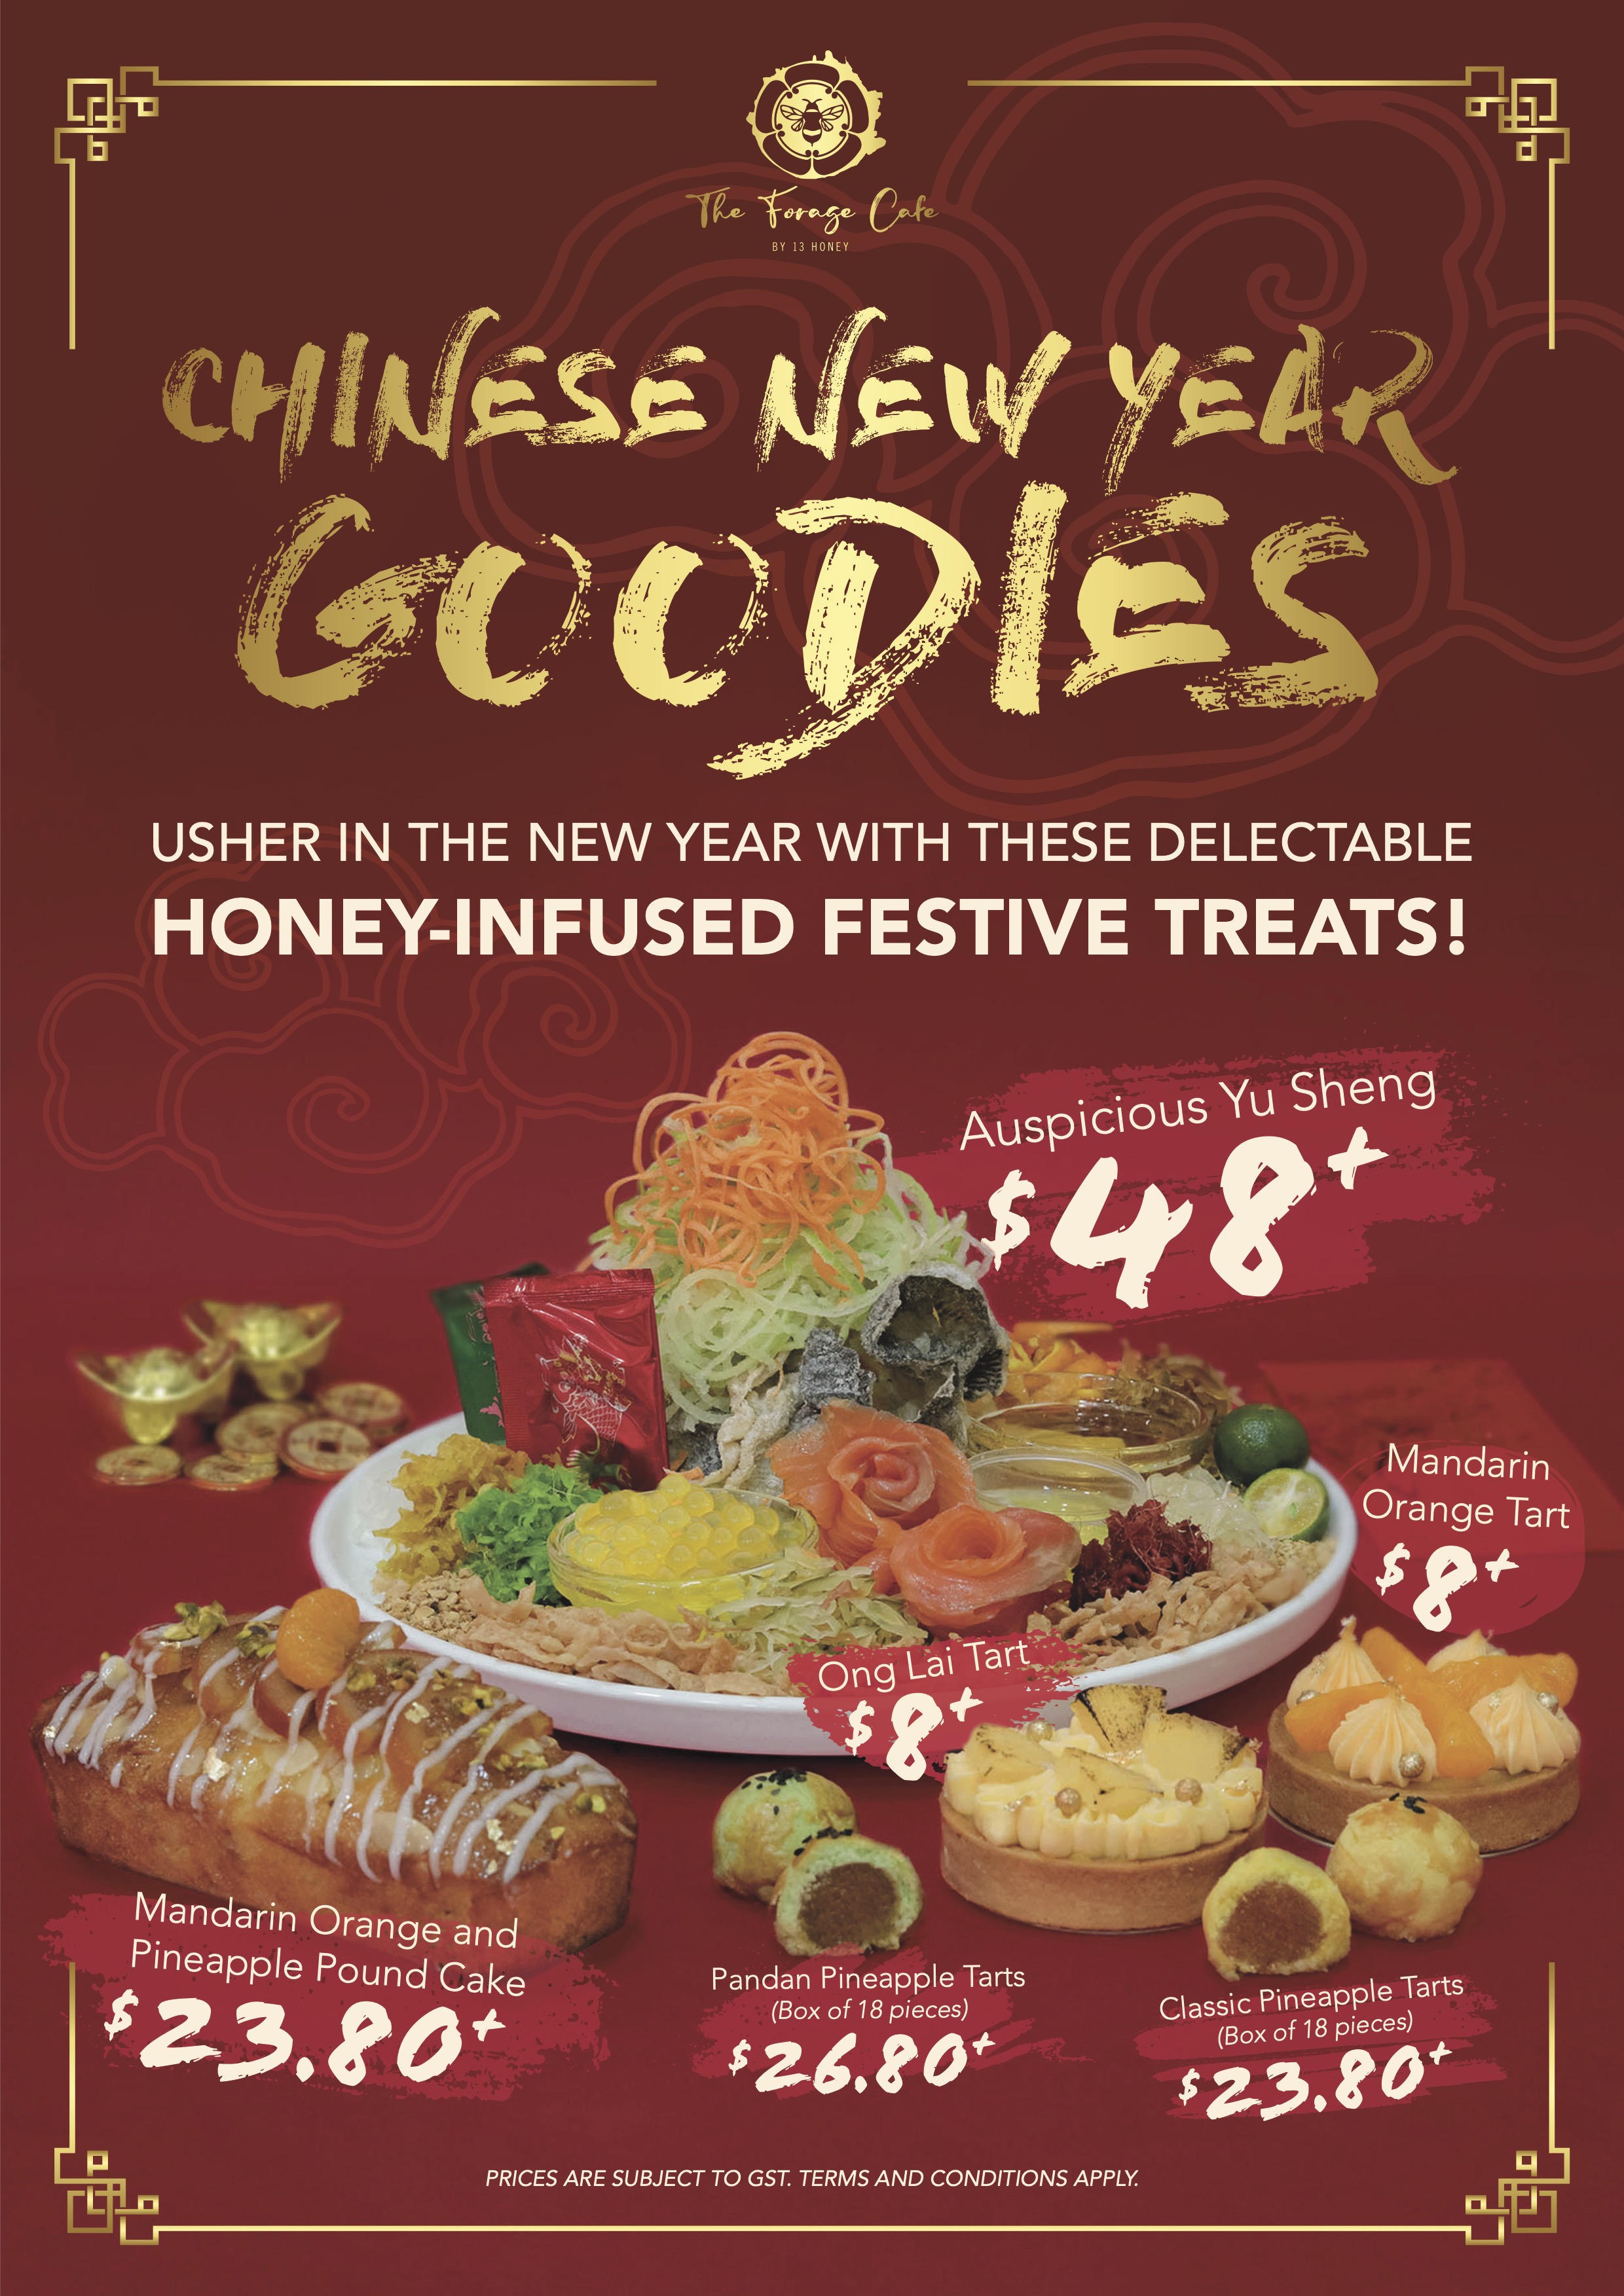 The Forage Cafe
BY 13 HONEY
CHINESE NEW YEAR
GOODIES
USHER IN THE NEW YEAR WITH THESE DELECTABLE
HONEY-INFUSED FESTIVE TREATS!
Auspicious Yu Sheng
$48+
Mandarin
Orange Tart
$8+
Ong Lai Tart
$8+
Mandarin Orange and
Pineapple Pound Cake
$23.80+
Pandan Pineapple Tarts
(Box of 18 pieces)
$26.80+
Classic Pineapple Tarts
(Box of 18 pieces)
$23.80+
PRICES ARE SUBJECT TO GST. TERMS AND CONDITIONS APPLY.